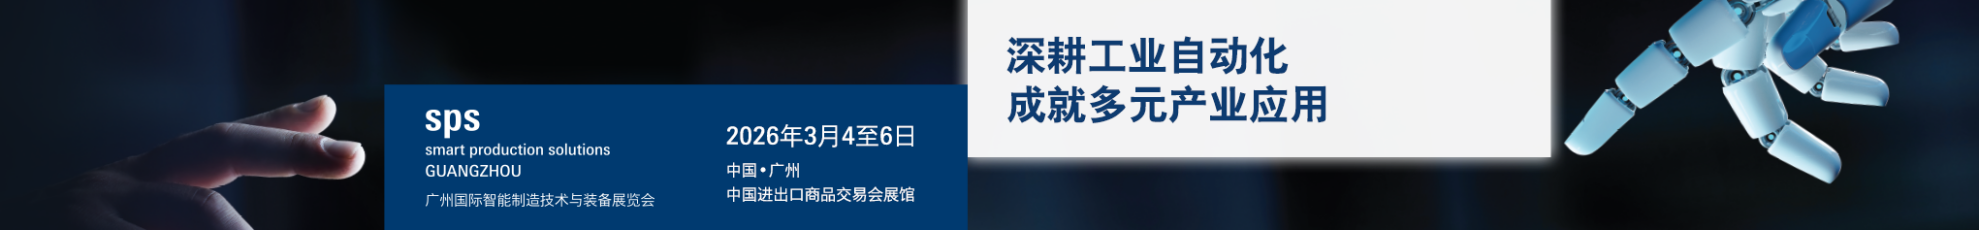 sps
smart production solutions
GUANGZHOU
广州国际智能制造技术与装备展览会
2026年3月4至6日
中国•广州
中国进出口商品交易会展馆
深耕工业自动化
成就多元产业应用